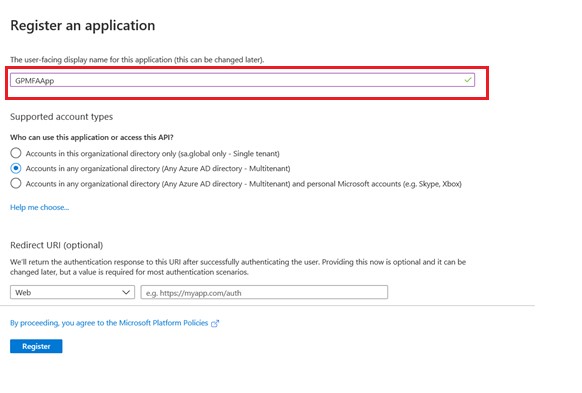 Register an application
The user-facing display name for this application (this can be changed later).
GPMFAApp
Supported account types
Who can use this application or access this API?
Accounts in this organizational directory only (sa.global only - Single tenant)
Accounts in any organizational directory (Any Azure AD directory - Multitenant)
Accounts in any organizational directory (Any Azure AD directory - Multitenant) and personal Microsoft accounts (e.g. Skype, Xbox)
Help me choose...
Redirect URI (optional)
We'll return the authentication response to this URI after successfully authenticating the user. Providing this now is optional and it can be
changed later, but a value is required for most authentication scenarios.
Web
e.g. https://myapp.com/auth
By proceeding, you agree to the Microsoft Platform Policies
Register